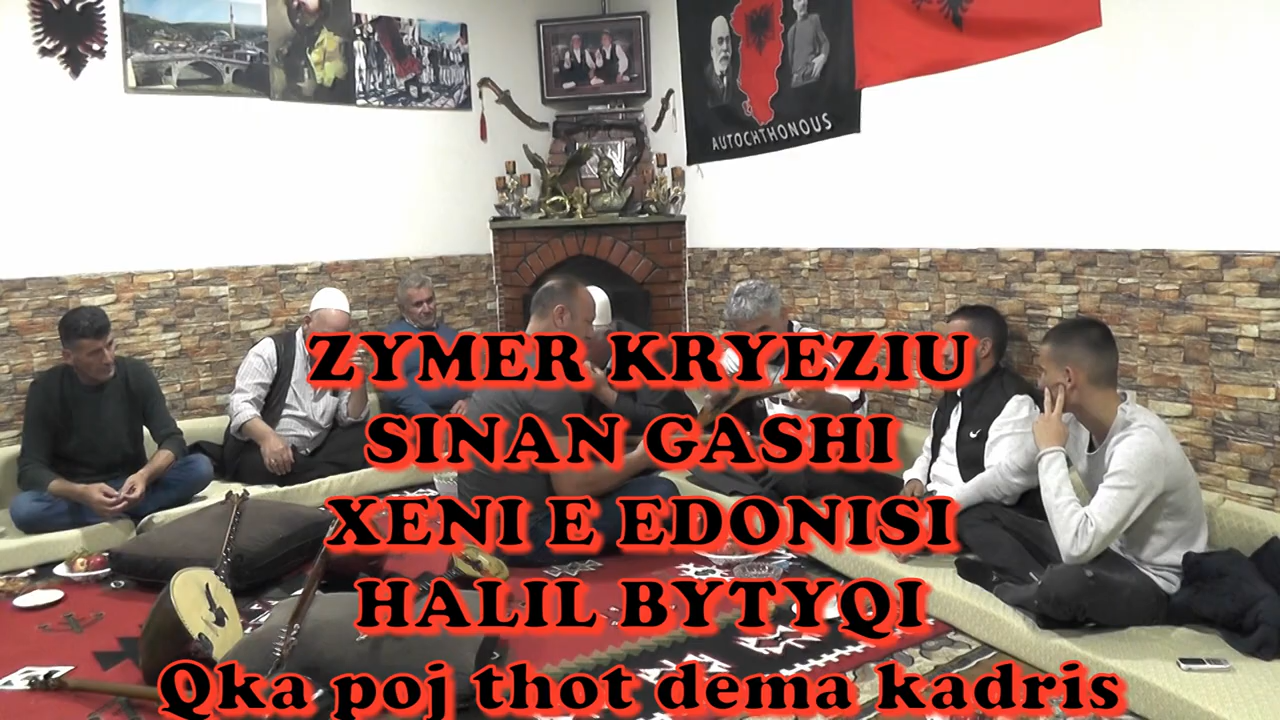 AUTOCHTHONOUS
ZYMER KRYEZIU
SINAN GASHI
XENI E EDONISI
HALIL BYTYQI
Qka poj thot dema kadris